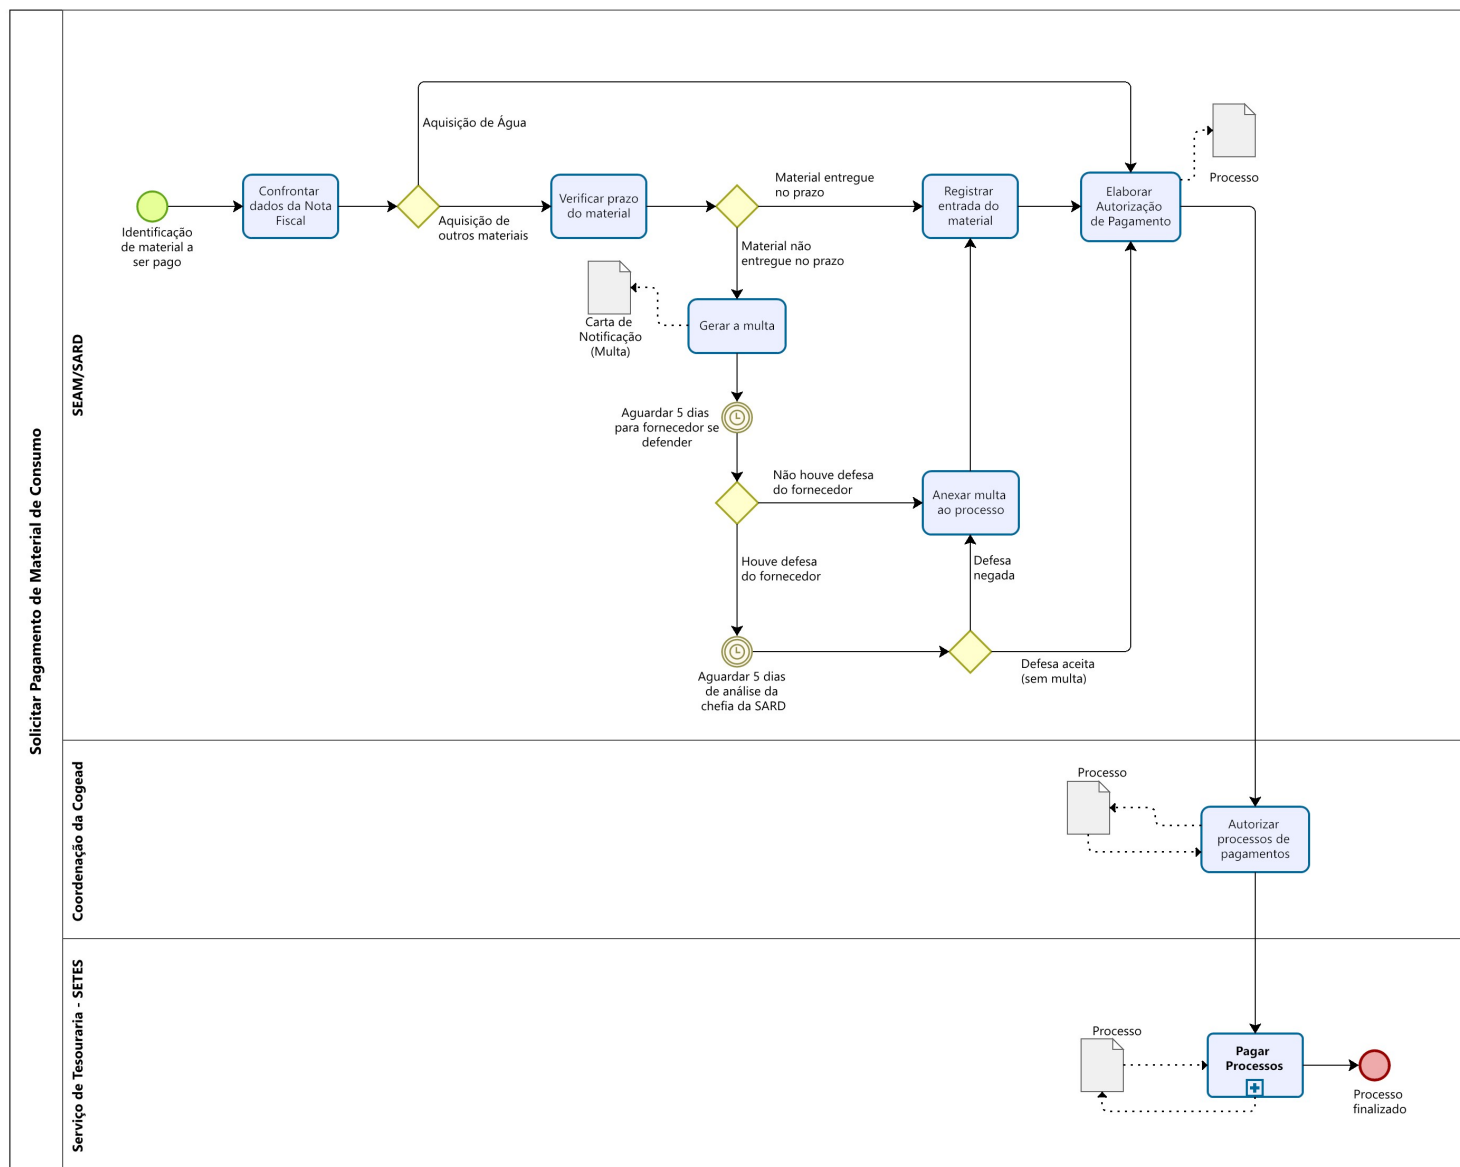 Solicitar Pagamento de Material de Consumo
SEAM/SARD
Identificação
de material a
ser pago
Confrontar
dados da Nota
Fiscal
Aquisição de Água
Aquisição de
outros materiais
Verificar prazo
do material
Material entregue
no prazo
Material não
entregue no prazo
Registrar
entrada do
material
Elaborar
Autorização
de Pagamento
Processo
Carta de
Notificação
(Multa)
Gerar a multa
Aguardar 5 dias
para fornecedor se
defender
Não houve defesa
do fornecedor
Anexar multa
ao processo
Houve defesa
do fornecedor
Defesa
negada
Aguardar 5 dias
de análise da
chefia da SARD
Defesa aceita
(sem multa)
Coordenação da Cogead
Processo
Autorizar
processos de
pagamentos
Serviço de Tesouraria - SETES
Processo
Pagar
Processos
Processo
finalizado